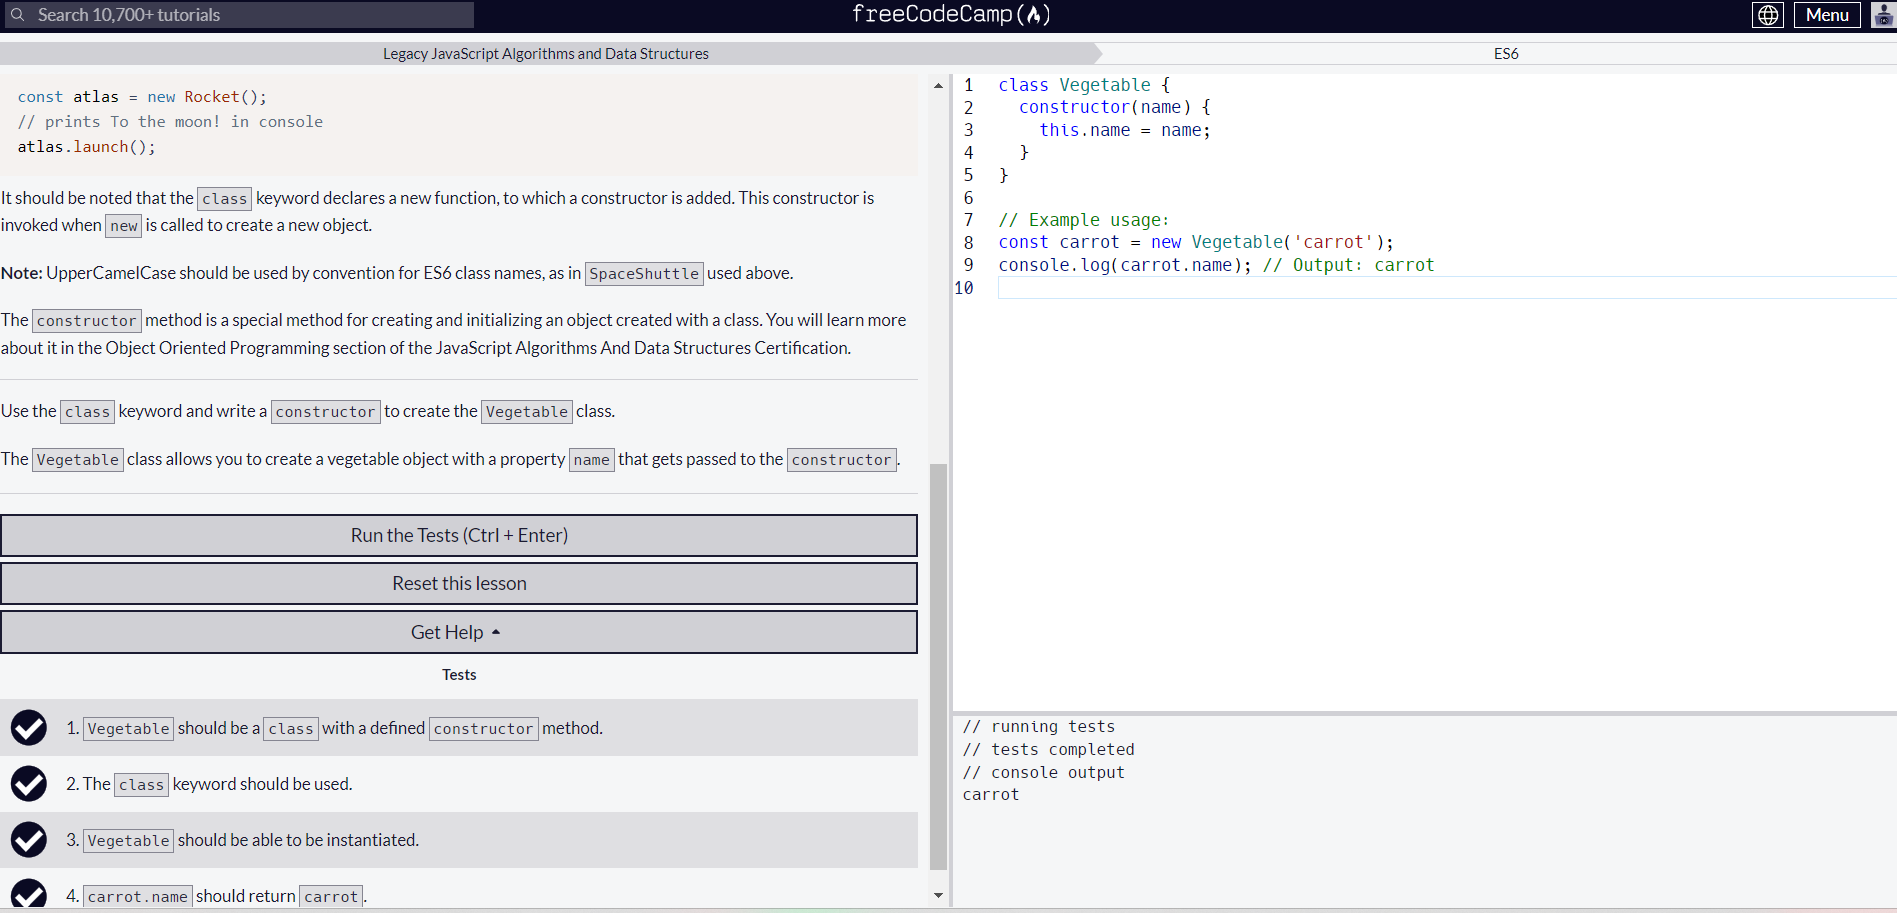 Search 10,700+ tutorials
freeCodeCamp
Menu
Legacy JavaScript Algorithms and Data Structures
ES6
const atlas = new Rocket();
// prints To the moon! in console
atlas.launch();
It should be noted that the class keyword declares a new function, to which a constructor is added. This constructor is
invoked when new is called to create a new object.
Note: UpperCamelCase should be used by convention for ES6 class names, as in SpaceShuttle used above.
The constructor method is a special method for creating and initializing an object created with a class. You will learn more
about it in the Object Oriented Programming section of the JavaScript Algorithms And Data Structures Certification.
Use the class keyword and write a constructor to create the Vegetable class.
The Vegetable class allows you to create a vegetable object with a property name that gets passed to the constructor.
Run the Tests (Ctrl + Enter)
Reset this lesson
Get Help
Tests
1. Vegetable should be a class with a defined constructor method.
2. The class keyword should be used.
3. Vegetable should be able to be instantiated.
4. carrot.name should return carrot.
1 class Vegetable {
2 constructor(name) {
3 this.name = name;
4 }
5 }
6
7 // Example usage:
8 const carrot = new Vegetable('carrot');
9 console.log(carrot.name); // Output: carrot
10
// running tests
// tests completed
// console output
carrot